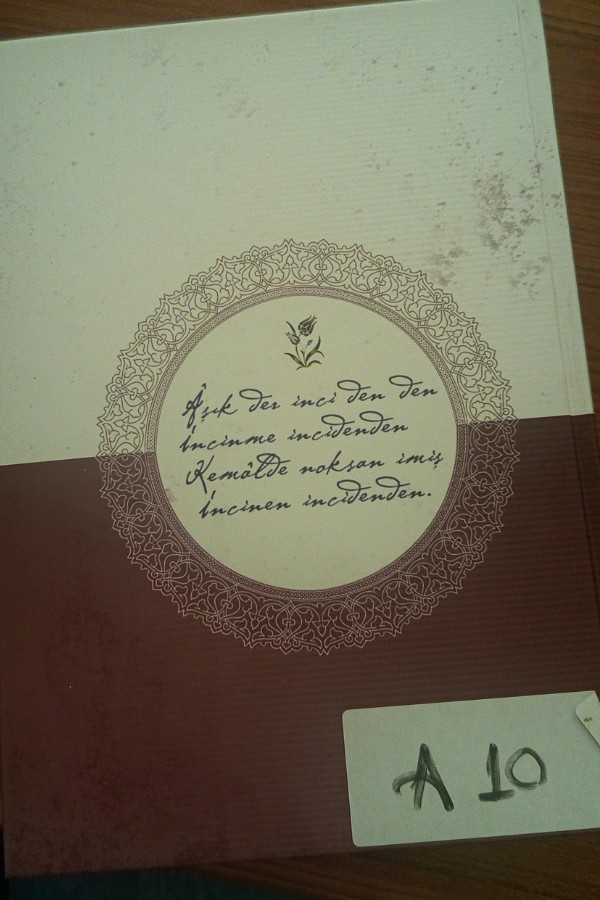 Âşık der inci den den
İncinme incidenden
Kemâlde noksan imiş
İncinen incidenden.
A 10